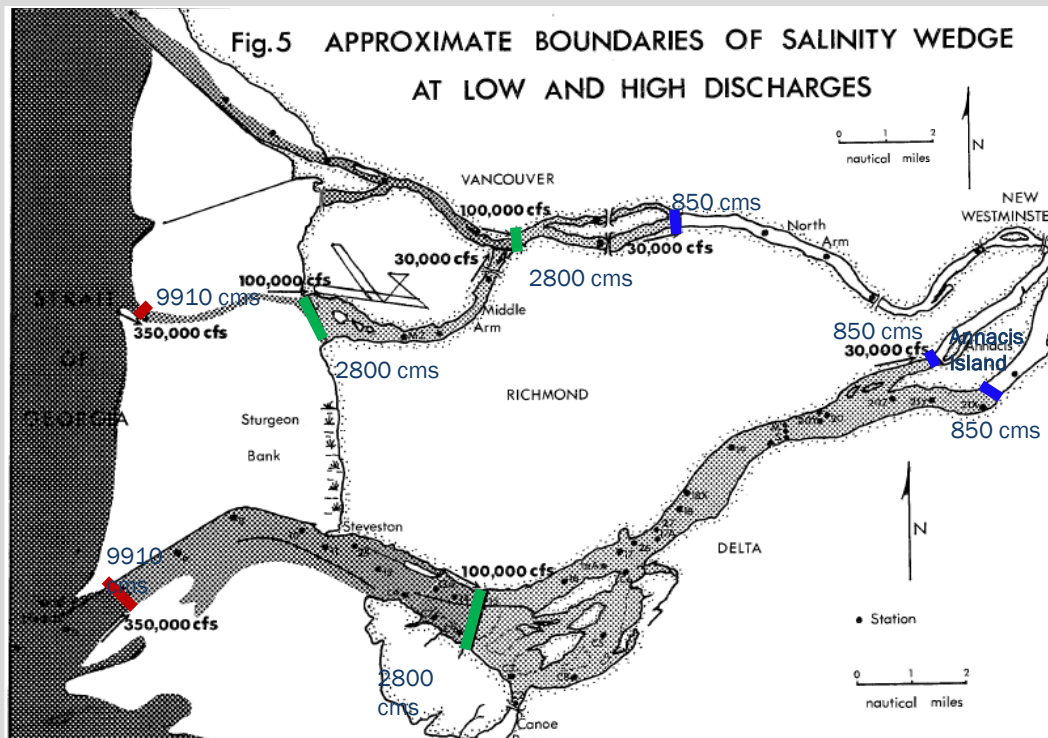 Fig.5 APPROXIMATE BOUNDARIES OF SALINITY WEDGE
AT LOW AND HIGH DISCHARGES
N
0 1 2
nautical miles
VANCOUVER
100,000 cfs
850 cms
NEW
WESTMINSTE
North
Arm
30,000 cfs
30,000 cfs
2800 cms
100,000 cfs
9910 cms
STRAIT
350,000 cfs
Middle
Arm
850 cms
30,000 cfs
Annacis
Island
Annacis
OF
2800 cms
RICHMOND
GEORGIA
Sturgeon
Bank
850 cms
N
Steveston
DELTA
9910
cms
100,000 cfs
350,000 cfs
Station
2800
cms
0 1 2
nautical miles
Canoe